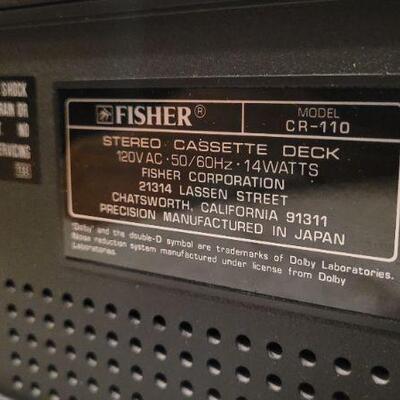 SHOCK
OR
NO
FISHER®
MODEL
CR-110
STEREO CASSETTE DECK
120V AC · 50/60Hz · 14WATTS
FISHER CORPORATION
21314 LASSEN STREET
CHATSWORTH, CALIFORNIA 91311
PRECISION MANUFACTURED IN JAPAN
'Dolby' and the double-D symbol are trademarks of Dolby Laboratories.
Noise reduction system manufactured under license from Dolby
Laboratories.